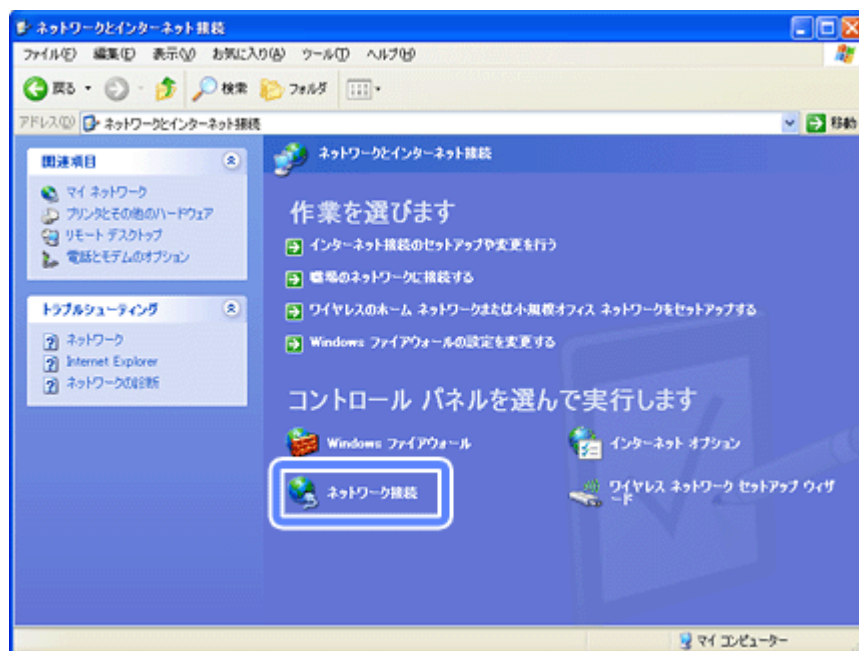 ネットワークとインターネット接続
ファイル(F) 編集(E) 表示(V) お気に入り(A) ツール(T) ヘルプ(H)
戻る 検索 フォルダ
アドレス(D) ネットワークとインターネット接続 移動
関連項目
マイ ネットワーク
プリンタとその他のハードウェア
リモート デスクトップ
電話とモデムのオプション
トラブルシューティング
ネットワーク
Internet Explorer
ネットワークの診断
ネットワークとインターネット接続
作業を選びます
インターネット接続のセットアップや変更を行う
職場のネットワークに接続する
ワイヤレスのホーム ネットワークまたは小規模オフィス ネットワークをセットアップする
Windows ファイアウォールの設定を変更する
コントロール パネルを選んで実行します
Windows ファイアウォール
インターネット オプション
ネットワーク接続
ワイヤレス ネットワーク セットアップ ウィザ
ード
マイ コンピューター